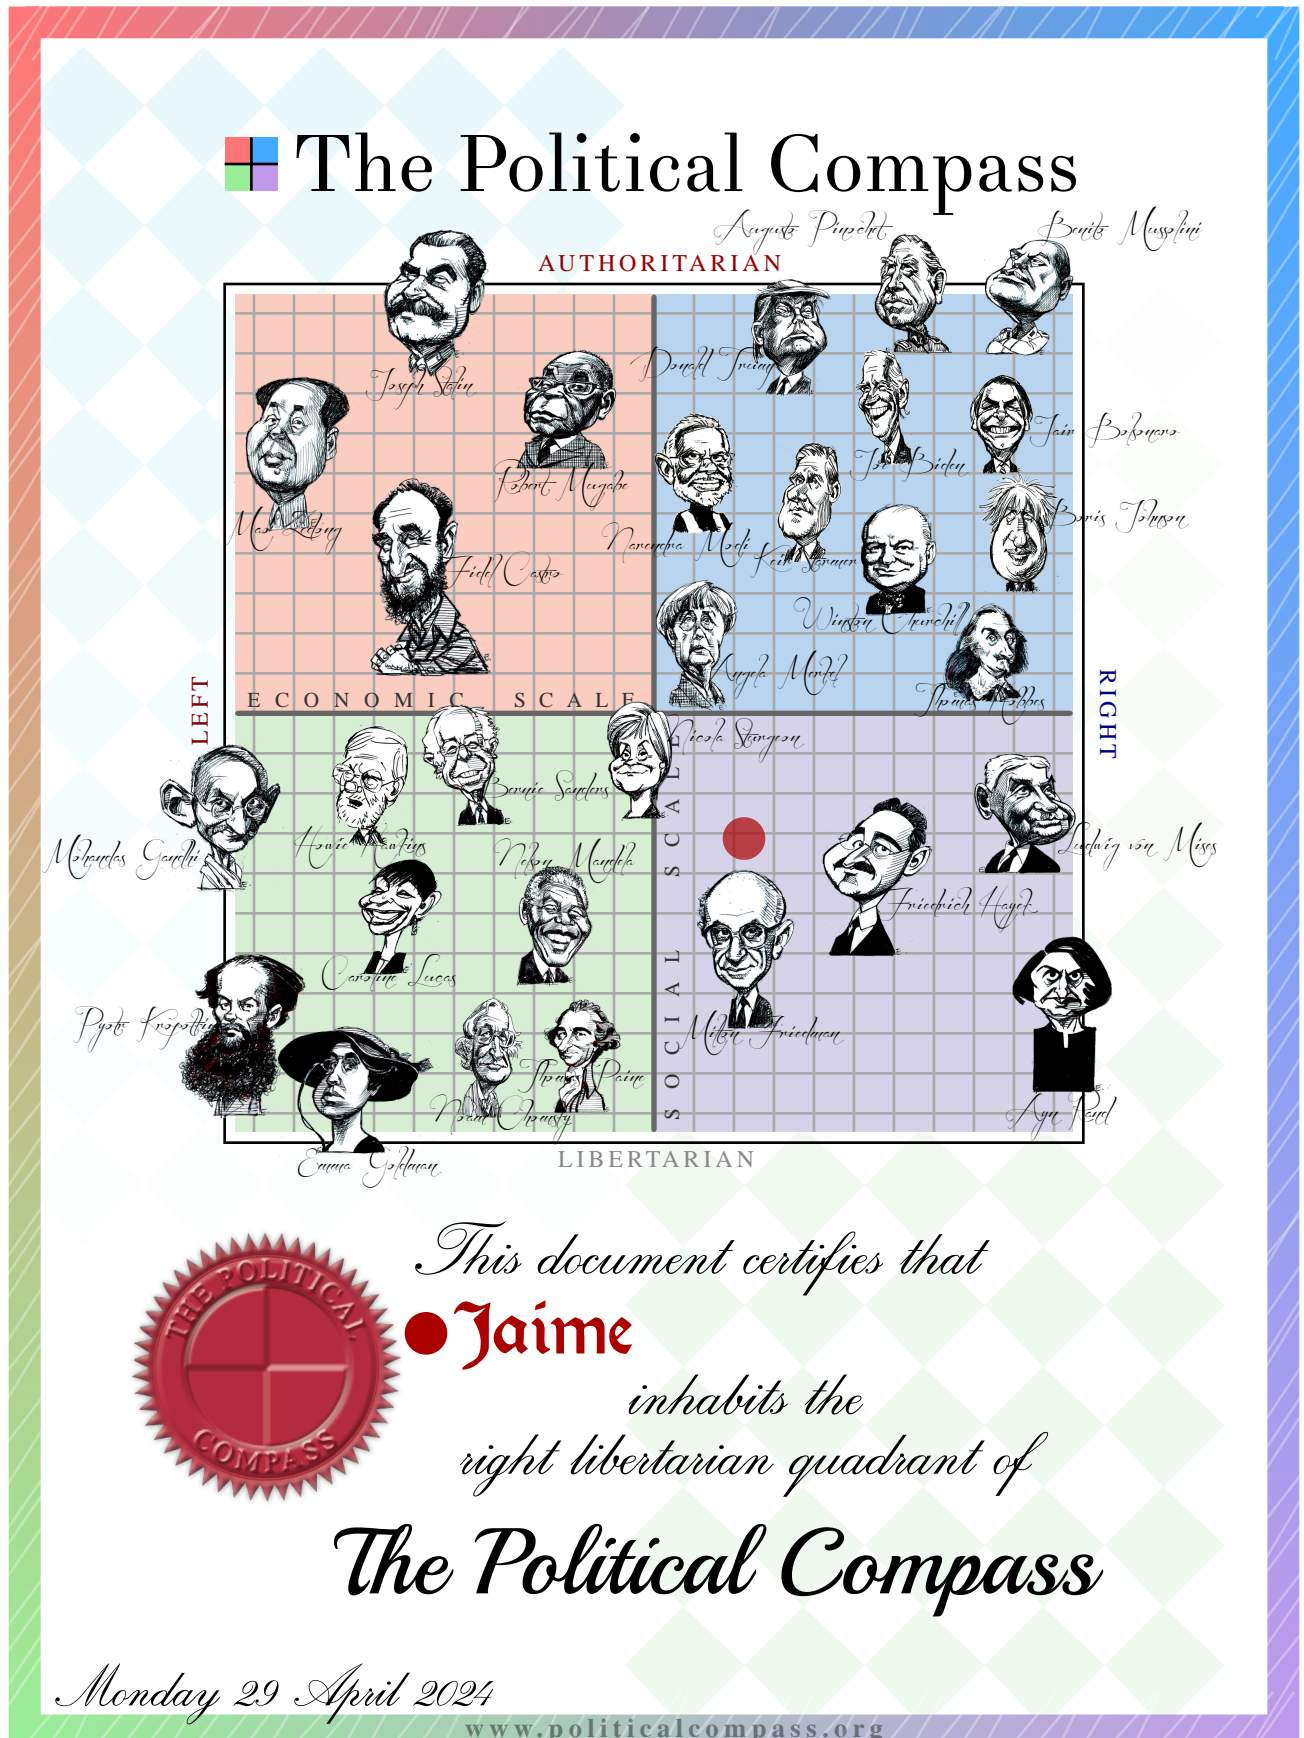 The Political Compass
Augusto Pinochet
Benito Mussolini
AUTHORITARIAN
Donald Trump
Joseph Stalin
Jair Bolsonaro
Joe Biden
Robert Mugabe
Boris Johnson
Mao Zedong
Narendra Modi
Keir Starmer
Fidel Castro
Winston Churchill
Angela Merkel
Thomas Hobbes
ECONOMIC SCALE
LEFT
RIGHT
Nicola Sturgeon
Bernie Sanders
Howie Hawkins
Mohandas Gandhi
Nelson Mandela
Ludwig von Mises
Friedrich Hayek
Caroline Lucas
SOCIAL SCALE
Pyotr Kropotkin
Milton Friedman
Thomas Paine
Noam Chomsky
Ayn Rand
Emma Goldman
LIBERTARIAN
This document certifies that
Jaime
inhabits the
right libertarian quadrant of
The Political Compass
THE POLITICAL
COMPASS
Monday 29 April 2024
www.politicalcompass.org